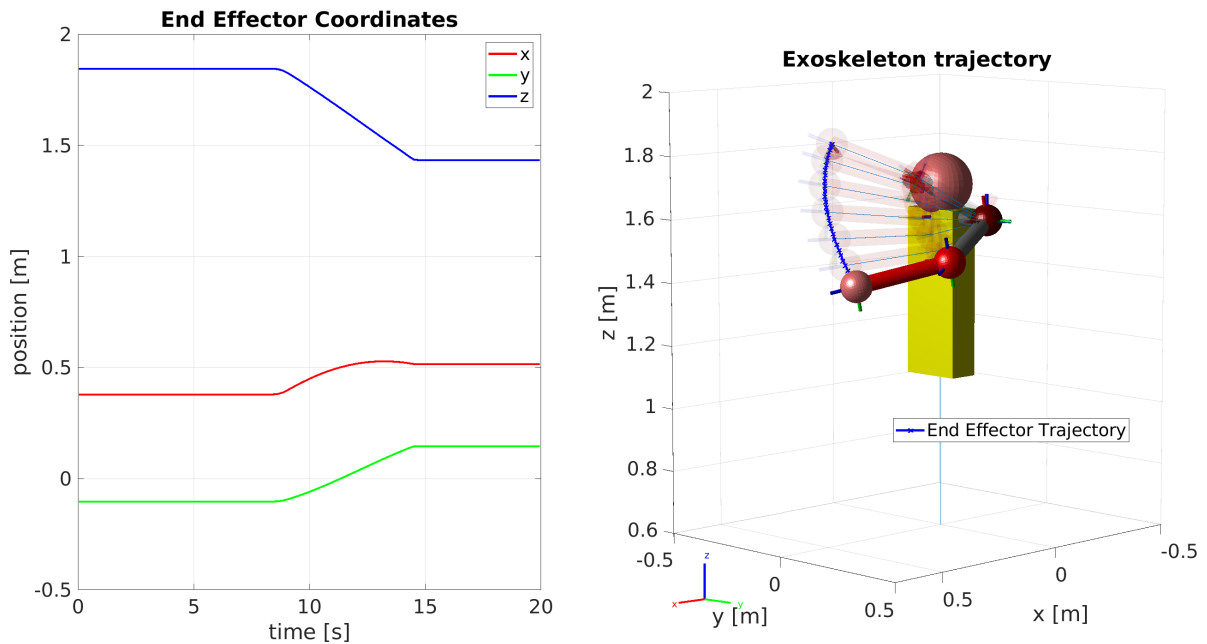 End Effector Coordinates
2
1.5
1
0.5
0
-0.5
0
5
10
15
20
position [m]
time [s]
x
y
z
Exoskeleton trajectory
2
1.8
1.6
1.4
1.2
1
0.8
0.6
z [m]
End Effector Trajectory
-0.5
0
0.5
y [m]
0.5
0
-0.5
x [m]
z
x
y